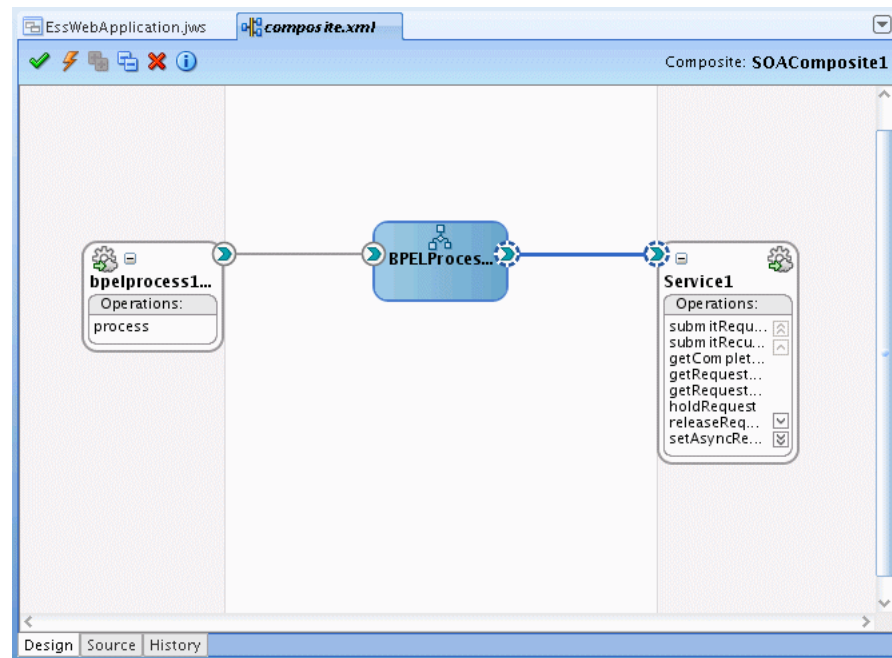 EssWebApplication.jws
composite.xml
Composite: SOAComposite1
bpelprocess1...
Operations:
process
BPELProces...
Service1
Operations:
submitRequ...
submitRecu...
getComplet...
getRequest...
getRequest...
holdRequest
releaseReq...
setAsyncRe...
Design Source History